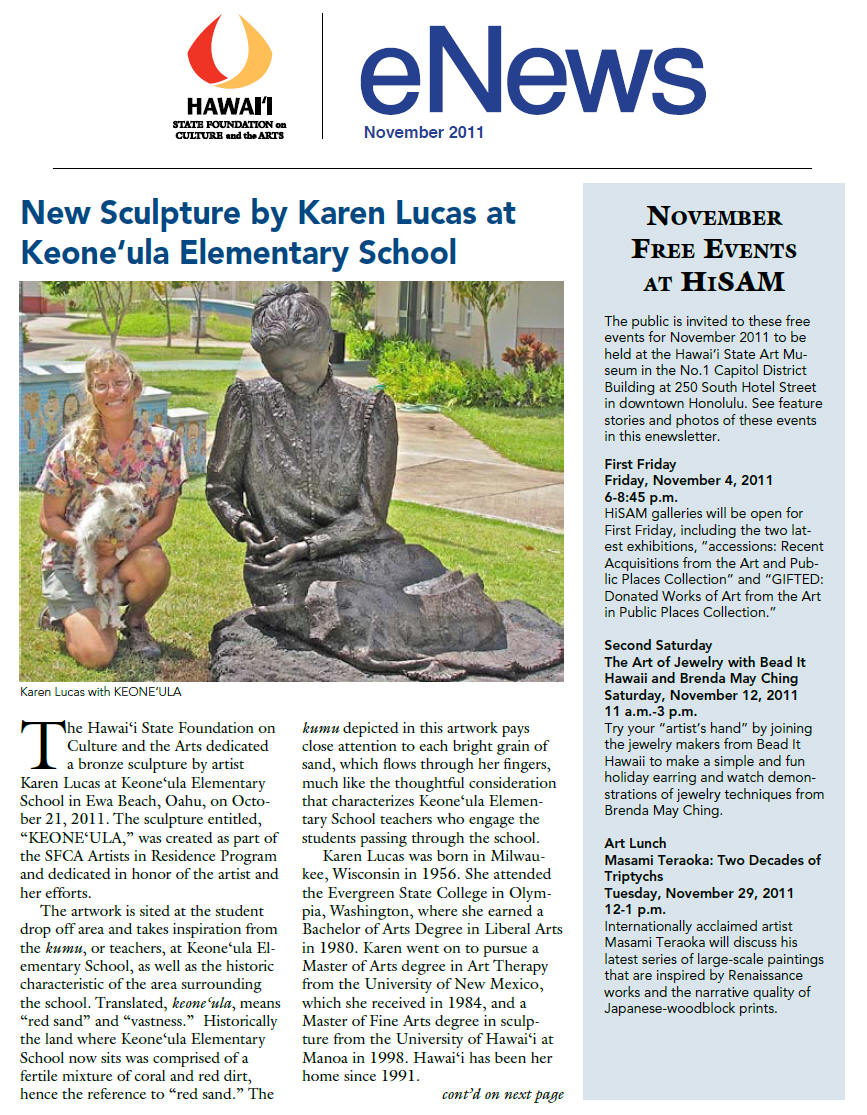 HAWAI‘I
STATE FOUNDATION on
CULTURE and the ARTS
eNews
November 2011
New Sculpture by Karen Lucas at
Keone‘ula Elementary School
Karen Lucas with KEONE’ULA
The Hawai‘i State Foundation on
Culture and the Arts dedicated
a bronze sculpture by artist
Karen Lucas at Keone‘ula Elementary
School in Ewa Beach, Oahu, on Octo-
ber 21, 2011. The sculpture entitled,
“KEONE‘ULA,” was created as part of
the SFCA Artists in Residence Program
and dedicated in honor of the artist and
her efforts.
The artwork is sited at the student
drop off area and takes inspiration from
the kumu, or teachers, at Keone‘ula El-
ementary School, as well as the historic
characteristic of the area surrounding
the school. Translated, keone‘ula, means
“red sand” and “vastness.” Historically
the land where Keone‘ula Elementary
School now sits was comprised of a
fertile mixture of coral and red dirt,
hence the reference to “red sand.” The
kumu depicted in this artwork pays
close attention to each bright grain of
sand, which flows through her fingers,
much like the thoughtful consideration
that characterizes Keone‘ula Elemen-
tary School teachers who engage the
students passing through the school.
Karen Lucas was born in Milwau-
kee, Wisconsin in 1956. She attended
the Evergreen State College in Olym-
pia, Washington, where she earned a
Bachelor of Arts Degree in Liberal Arts
in 1980. Karen went on to pursue a
Master of Arts degree in Art Therapy
from the University of New Mexico,
which she received in 1984, and a
Master of Fine Arts degree in sculp-
ture from the University of Hawai‘i at
Manoa in 1998. Hawai‘i has been her
home since 1991.
cont’d on next page
November
Free Events
at HiSAM
The public is invited to these free
events for November 2011 to be
held at the Hawai‘i State Art Mu-
seum in the No.1 Capitol District
Building at 250 South Hotel Street
in downtown Honolulu. See feature
stories and photos of these events
in this enewsletter.
First Friday
Friday, November 4, 2011
6-8:45 p.m.
HiSAM galleries will be open for
First Friday, including the two lat-
est exhibitions, “accessions: Recent
Acquisitions from the Art and Pub-
lic Places Collection” and “GIFTED:
Donated Works of Art from the Art
in Public Places Collection.”
Second Saturday
The Art of Jewelry with Bead It
Hawaii and Brenda May Ching
Saturday, November 12, 2011
11 a.m.-3 p.m.
Try your “artist’s hand” by joining
the jewelry makers from Bead It
Hawaii to make a simple and fun
holiday earring and watch demon-
strations of jewelry techniques from
Brenda May Ching.
Art Lunch
Masami Teraoka: Two Decades of
Triptychs
Tuesday, November 29, 2011
12-1 p.m.
Internationally acclaimed artist
Masami Teraoka will discuss his
latest series of large-scale paintings
that are inspired by Renaissance
works and the narrative quality of
Japanese-woodblock prints.